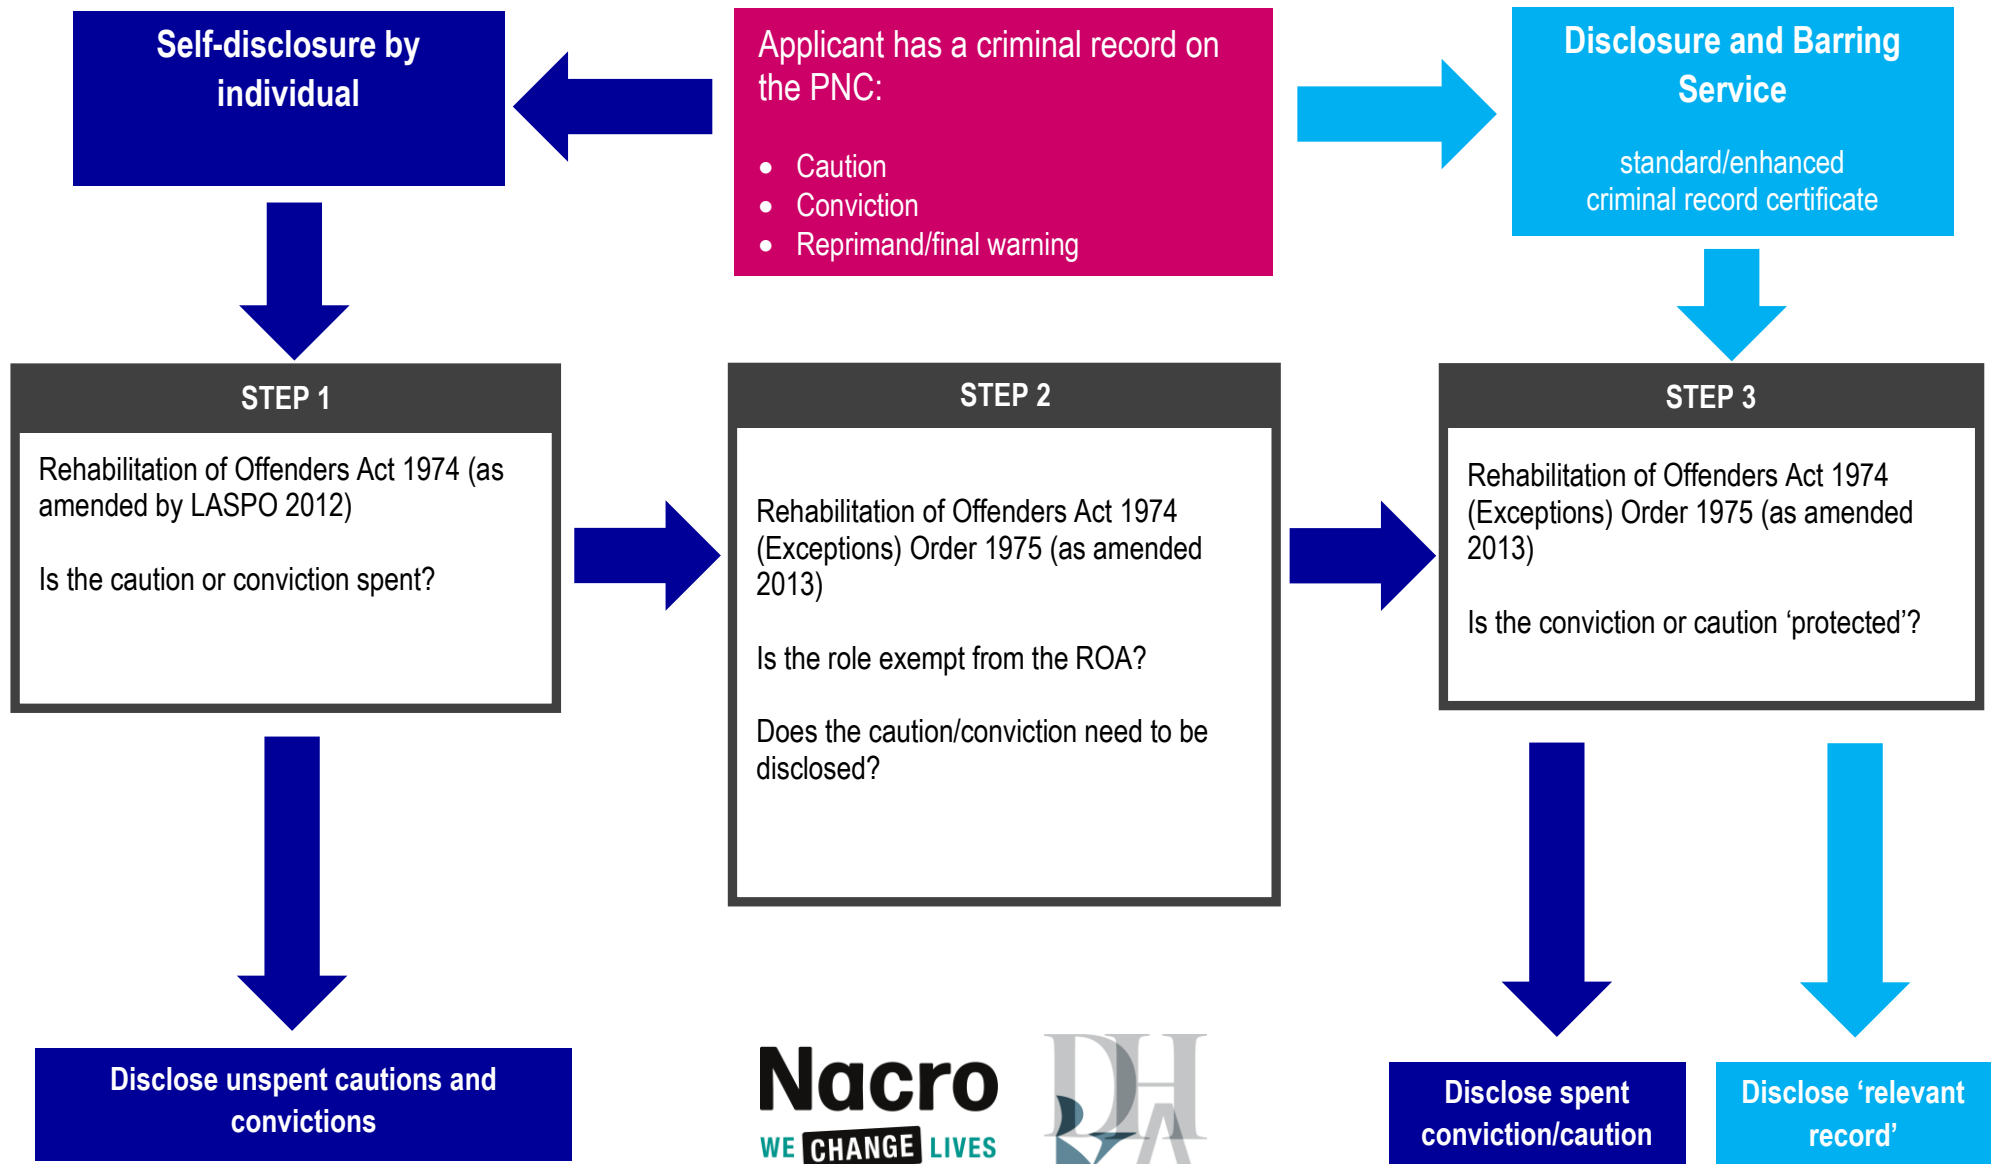 Self-disclosure by
individual
Applicant has a criminal record on
the PNC:
• Caution
• Conviction
• Reprimand/final warning
Disclosure and Barring
Service
standard/enhanced
criminal record certificate
STEP 1
Rehabilitation of Offenders Act 1974 (as
amended by LASPO 2012)
Is the caution or conviction spent?
STEP 2
Rehabilitation of Offenders Act 1974
(Exceptions) Order 1975 (as amended
2013)
Is the role exempt from the ROA?
Does the caution/conviction need to be
disclosed?
STEP 3
Rehabilitation of Offenders Act 1974
(Exceptions) Order 1975 (as amended
2013)
Is the conviction or caution ‘protected’?
Disclose unspent cautions and
convictions
Nacro
WE CHANGE LIVES
DH
A
Disclose spent
conviction/caution
Disclose ‘relevant
record’